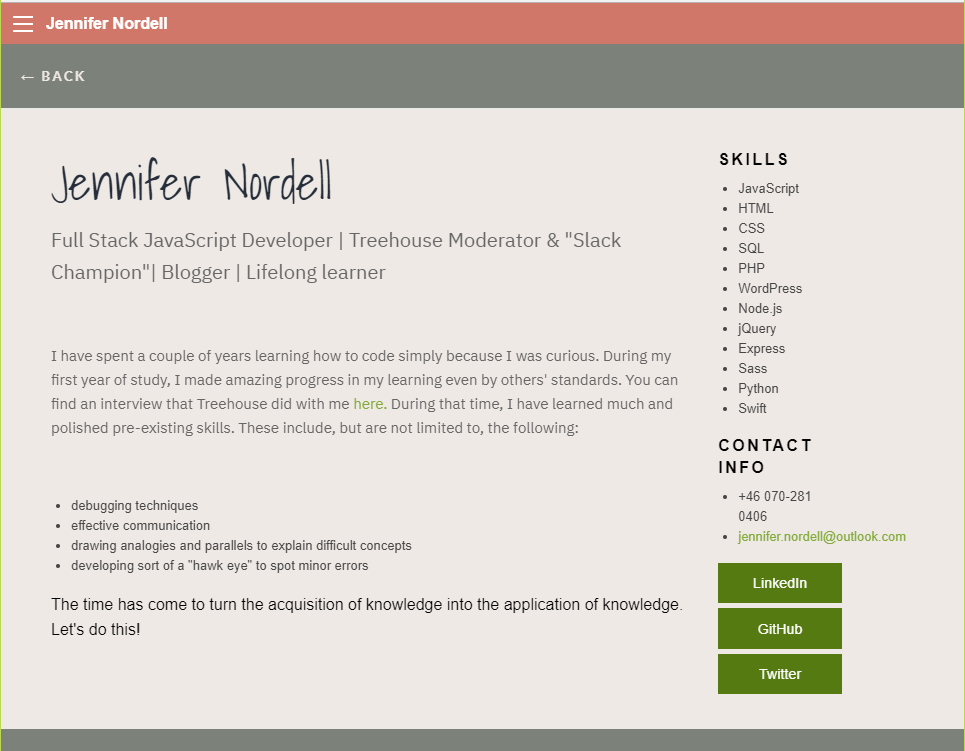 Jennifer Nordell
← BACK
Jennifer Nordell
Full Stack JavaScript Developer | Treehouse Moderator & "Slack
Champion"| Blogger | Lifelong learner
I have spent a couple of years learning how to code simply because I was curious. During my
first year of study, I made amazing progress in my learning even by others' standards. You can
find an interview that Treehouse did with me here. During that time, I have learned much and
polished pre-existing skills. These include, but are not limited to, the following:
• debugging techniques
• effective communication
• drawing analogies and parallels to explain difficult concepts
• developing sort of a "hawk eye" to spot minor errors
The time has come to turn the acquisition of knowledge into the application of knowledge.
Let's do this!
SKILLS
• JavaScript
• HTML
• CSS
• SQL
• PHP
• WordPress
• Node.js
• jQuery
• Express
• Sass
• Python
• Swift
CONTACT
INFO
• +46 070-281
0406
• jennifer.nordell@outlook.com
LinkedIn
GitHub
Twitter